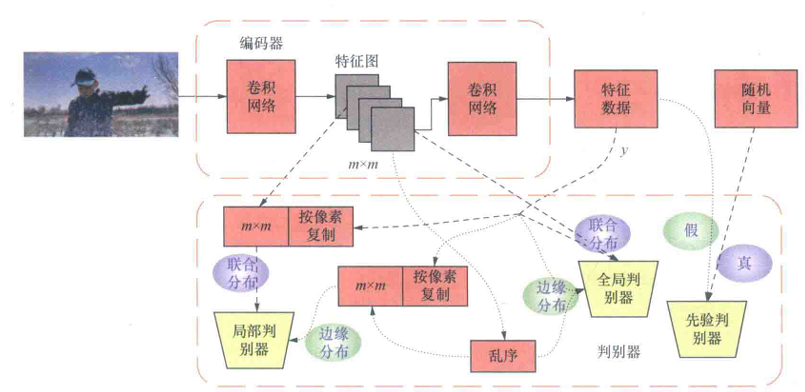 编码器
特征图
卷积
网络
卷积
网络
特征
数据
随机
向量
m×m
y
m×m
按像素
复制
联合
分布
假
联合
分布
真
m×m
按像素
复制
边缘
分布
全局判
别器
局部判
别器
边缘
分布
乱序
判别器
先验判
别器